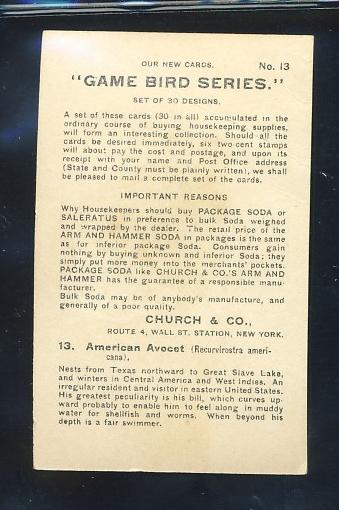 OUR NEW CARDS. No. 13
"GAME BIRD SERIES."
SET OF 30 DESIGNS.
A set of these cards (30 in all) accumulated in the
ordinary course of buying housekeeping supplies,
will form an interesting collection. Should all the
cards be desired immediately, six two-cent stamps
will about pay the cost and postage, and upon its
receipt with your name and Post Office address
(State and County must be plainly written), we shall
be pleased to mail a complete set of the cards.
IMPORTANT REASONS
Why Housekeepers should buy PACKAGE SODA or
SALERATUS in preference to bulk Soda weighed
and wrapped by the dealer. The retail price of the
ARM AND HAMMER SODA in packages is the same
as for inferior package Soda. Consumers gain
nothing by buying unknown and inferior Soda; they
simply put more money into the merchants' pockets.
PACKAGE SODA like CHURCH & CO.'S ARM AND
HAMMER has the guarantee of a responsible manu-
facturer.
Bulk Soda may be of anybody's manufacture, and
generally of a poor quality.
CHURCH & CO.,
ROUTE 4, WALL ST. STATION, NEW YORK.
13. American Avocet (Recurvirostra ameri-
cana),
Nests from Texas northward to Great Slave Lake,
and winters in Central America and West Indies. An
irregular resident and visitor in eastern United States.
His greatest peculiarity is his bill, which curves up-
ward probably to enable him to feel along in muddy
water for shellfish and worms. When beyond his
depth is a fair swimmer.